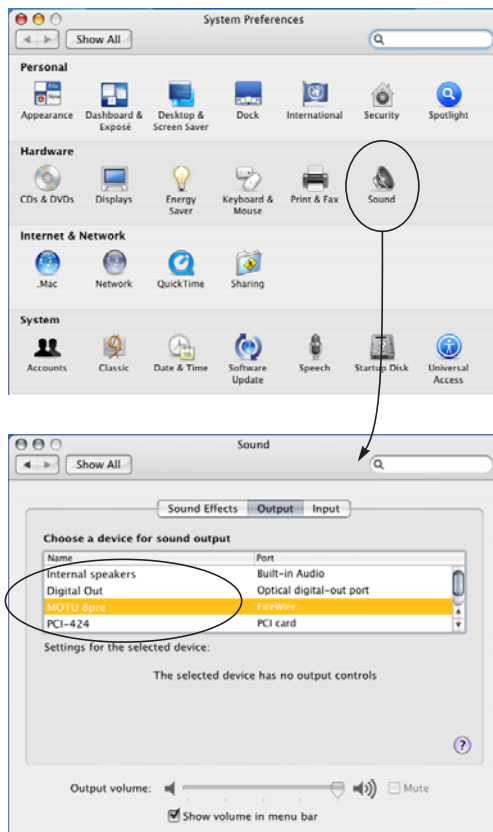 System Preferences
Show All
Personal
Appearance
Dashboard & Exposé
Desktop & Screen Saver
Dock
International
Security
Spotlight
Hardware
CDs & DVDs
Displays
Energy Saver
Keyboard & Mouse
Print & Fax
Sound
Internet & Network
.Mac
Network
QuickTime
Sharing
System
Accounts
Classic
Date & Time
Software Update
Speech
Startup Disk
Universal Access
Sound
Show All
Sound Effects Output Input
Choose a device for sound output
Name Port
Internal speakers Built-in Audio
Digital Out Optical digital-out port
MOTU 8pre FireWire
PCI-424 PCI card
Settings for the selected device:
The selected device has no output controls
?
Output volume: Mute
Show volume in menu bar